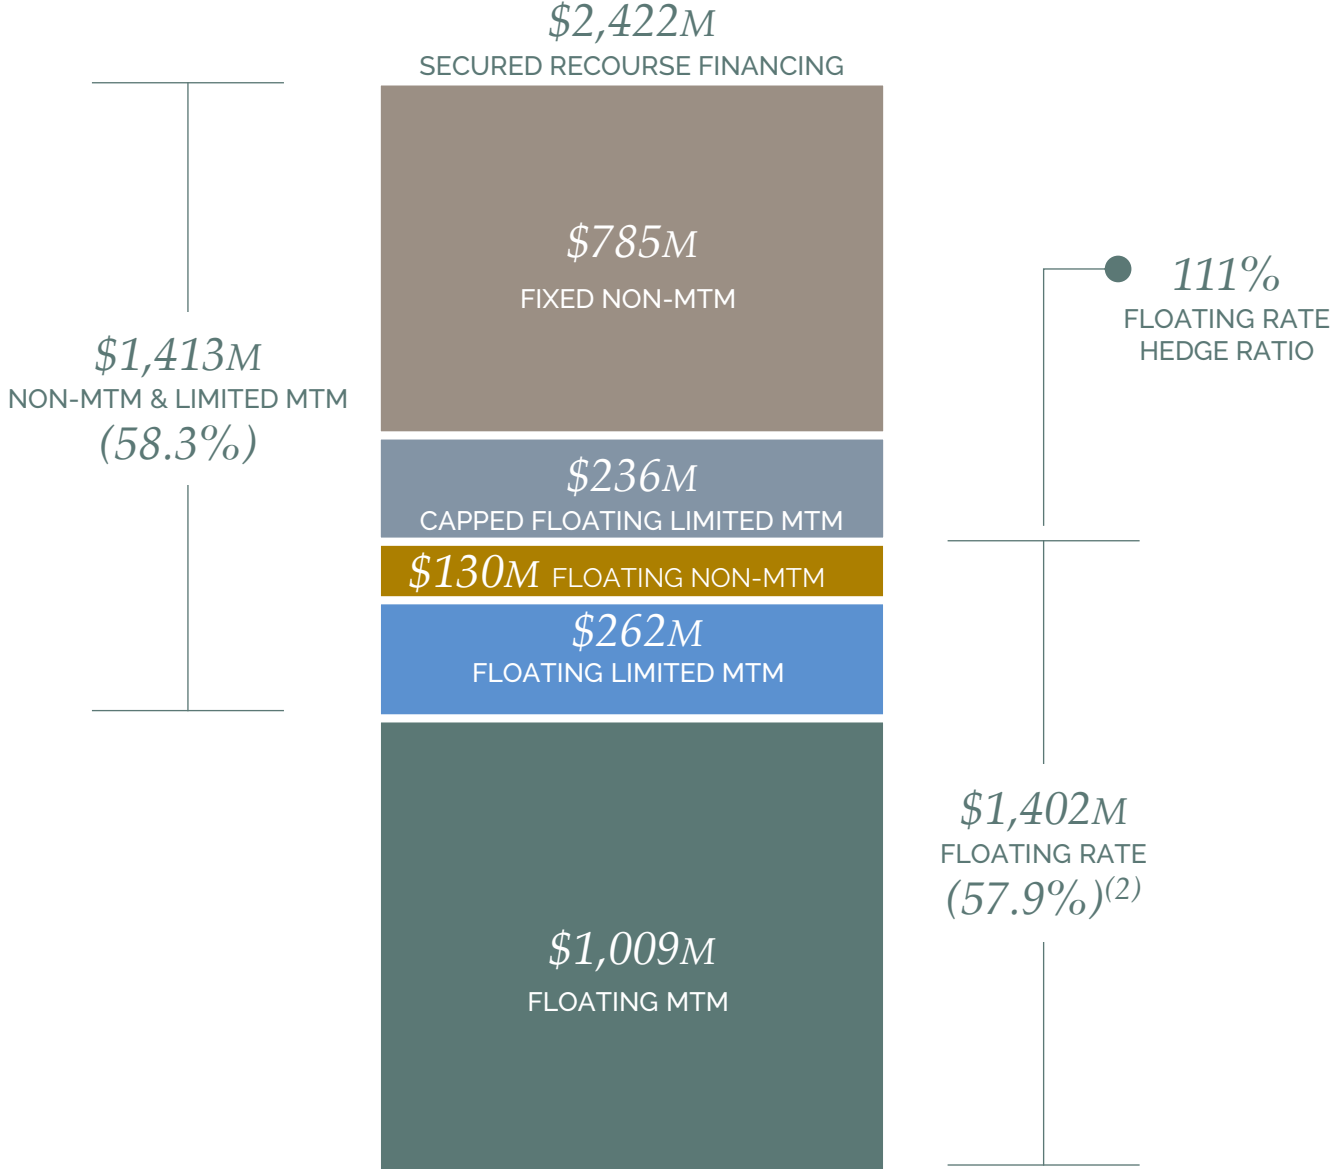 $2,422M
SECURED RECOURSE FINANCING
$785M
FIXED NON-MTM
111%
FLOATING RATE
HEDGE RATIO
$1,413M
NON-MTM & LIMITED MTM
(58.3%)
$236M
CAPPED FLOATING LIMITED MTM
$130M FLOATING NON-MTM
$262M
FLOATING LIMITED MTM
$1,402M
FLOATING RATE
(57.9%)(2)
$1,009M
FLOATING MTM